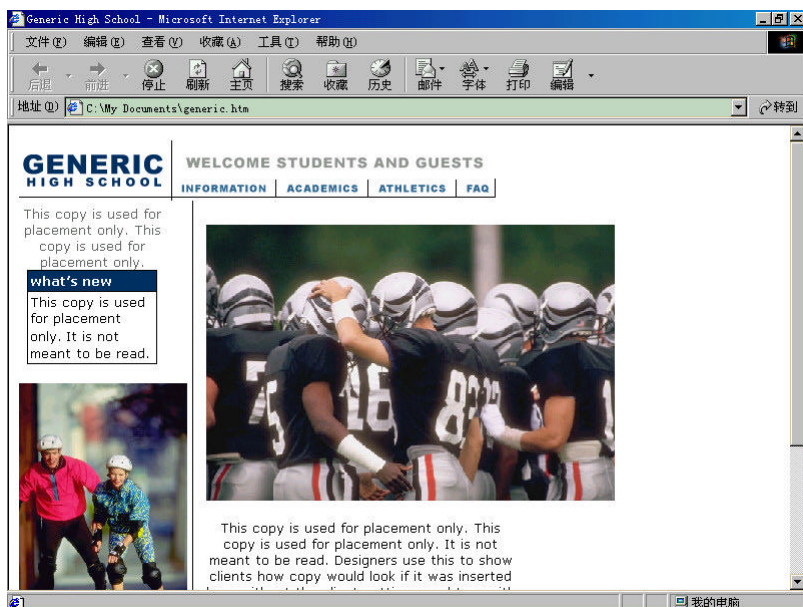 Generic High School - Microsoft Internet Explorer
文件(F) 编辑(E) 查看(V) 收藏(A) 工具(T) 帮助(H)
后退 前进 停止 刷新 主页 搜索 收藏 历史 邮件 字体 打印 编辑
地址(D) C:\My Documents\generic.htm 转到
GENERIC
HIGH SCHOOL
WELCOME STUDENTS AND GUESTS
INFORMATION ACADEMICS ATHLETICS FAQ
This copy is used for
placement only. This
copy is used for
placement only.
what's new
This copy is used
for placement
only. It is not
meant to be read.
75
16
83
This copy is used for placement only. This
copy is used for placement only. It is not
meant to be read. Designers use this to show
clients how copy would look if it was inserted
我的电脑